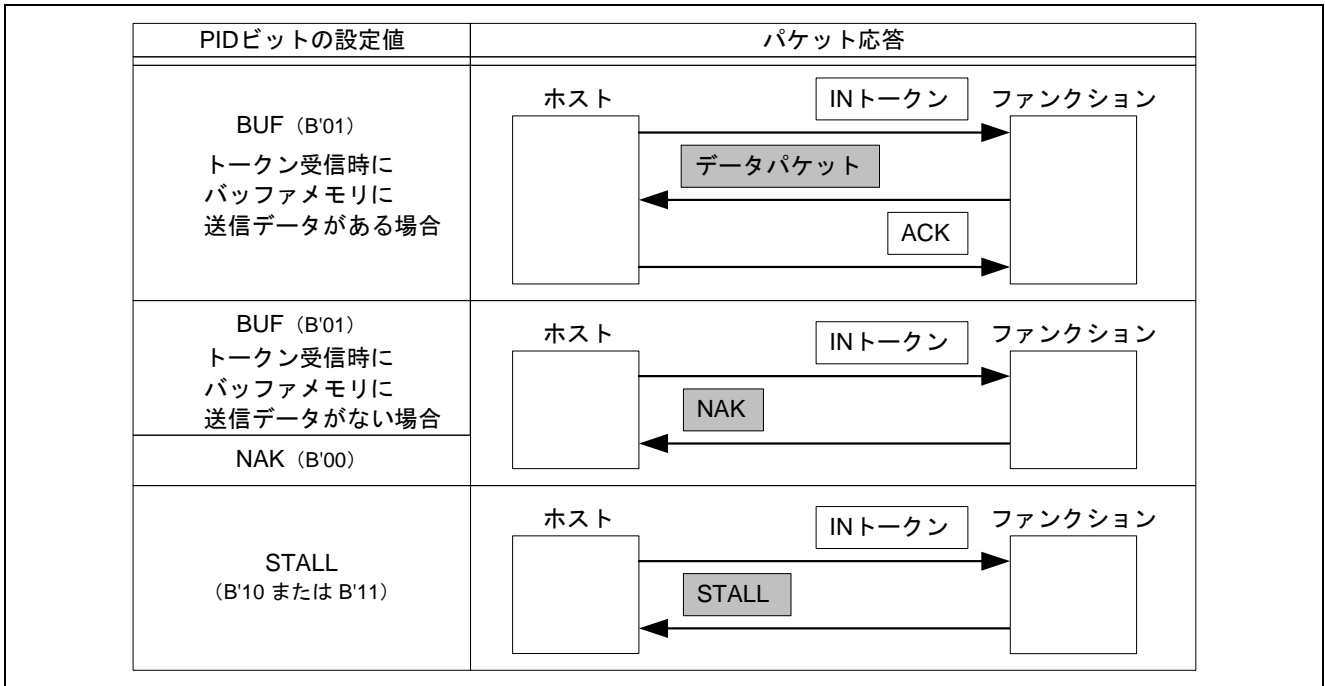 PIDビットの設定値
パケット応答
BUF（B'01）
トークン受信時に
バッファメモリに
送信データがある場合
ホスト
INトークン
ファンクション
データパケット
ACK
BUF（B'01）
トークン受信時に
バッファメモリに
送信データがない場合
NAK（B'00）
ホスト
INトークン
ファンクション
NAK
STALL
（B'10 または B'11）
ホスト
INトークン
ファンクション
STALL